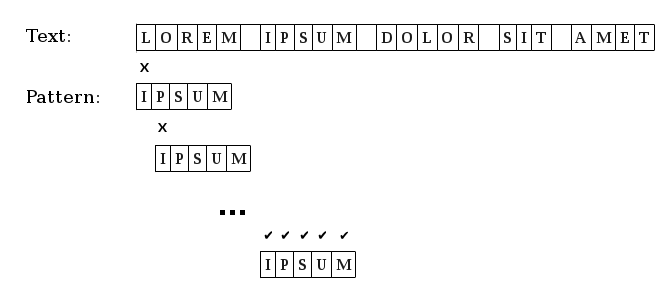 Text: LOREM IPSUM DOLOR SIT AMET
x
Pattern: IPSUM
x
IPSUM
...
✓ ✓ ✓ ✓ ✓
IPSUM